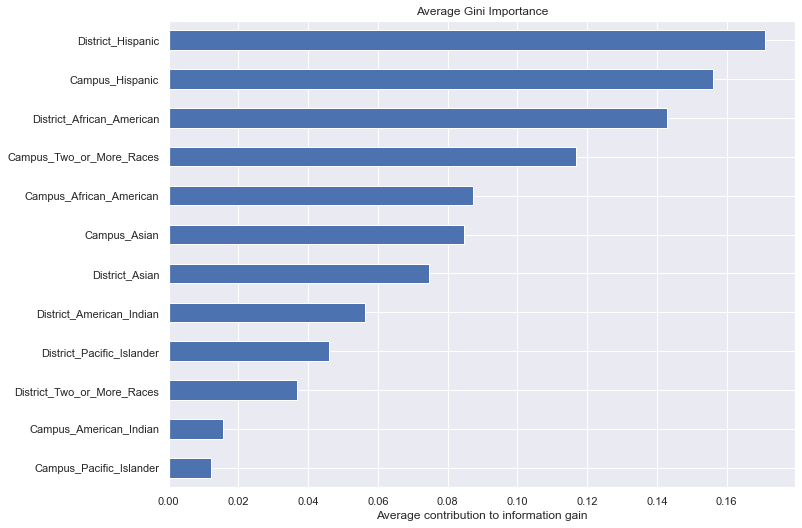 Average Gini Importance
District_Hispanic
Campus_Hispanic
District_African_American
Campus_Two_or_More_Races
Campus_African_American
Campus_Asian
District_Asian
District_American_Indian
District_Pacific_Islander
District_Two_or_More_Races
Campus_American_Indian
Campus_Pacific_Islander
0.00 0.02 0.04 0.06 0.08 0.10 0.12 0.14 0.16
Average contribution to information gain